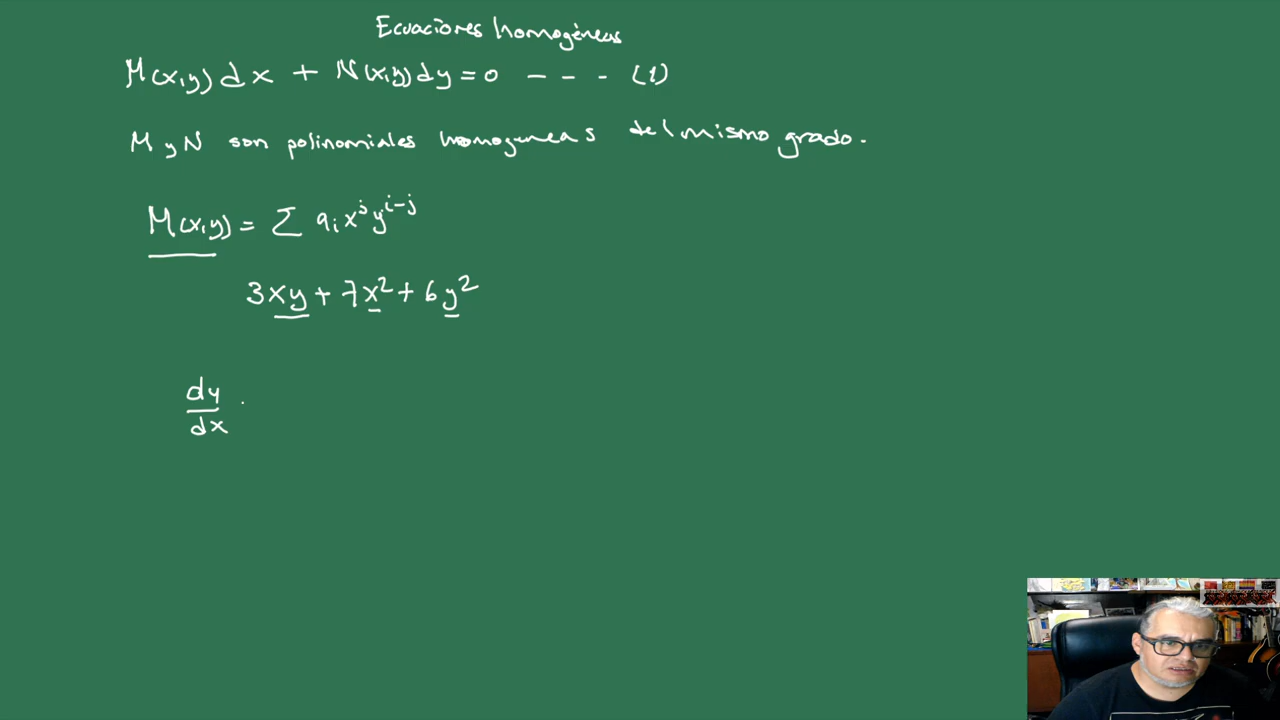 Ecuaciones homogéneas
M(x,y)dx + N(x,y)dy = 0 - - - (1)
M y N son polinomiales homogeneas del mismo grado.
M(x,y) = Σ aᵢ xʲ yⁱ⁻ʲ
3xy + 7x² + 6y²
dy
dx